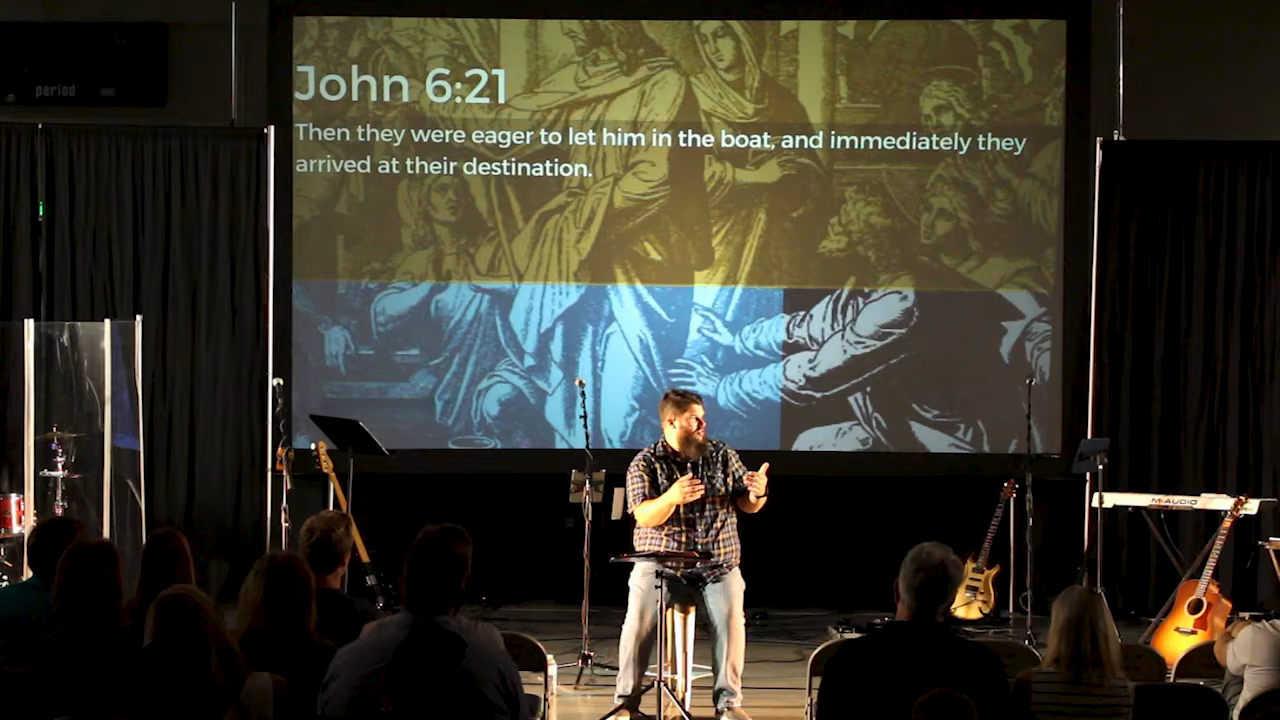 period
John 6:21
Then they were eager to let him in the boat, and immediately they
arrived at their destination.
M-AUDIO